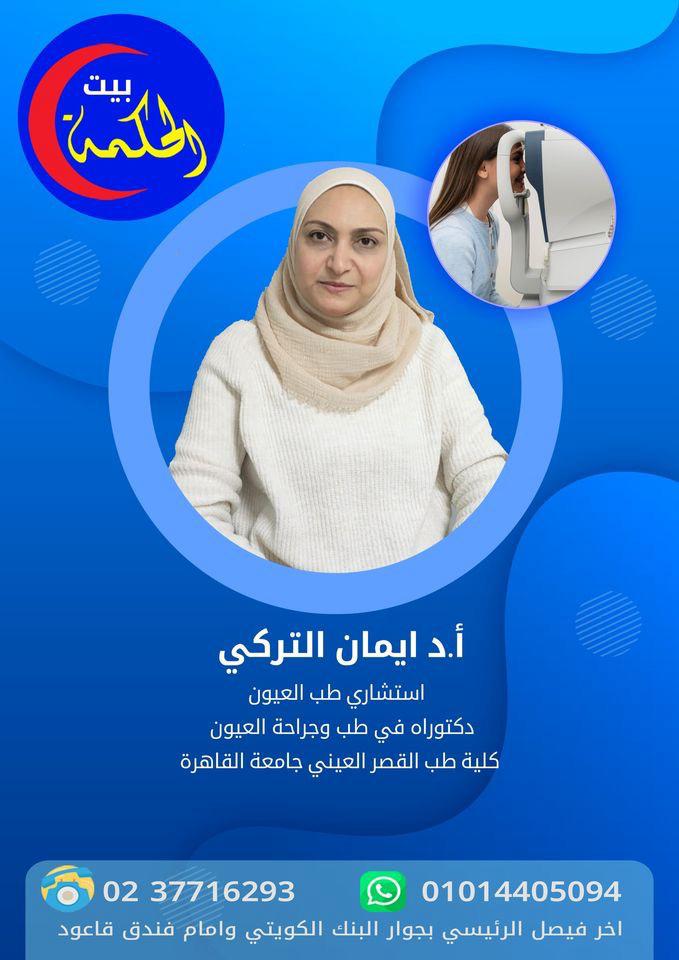 بيت
الحكمة
أ.د ايمان التركي
استشاري طب العيون
دكتوراه في طب وجراحة العيون
كلية طب القصر العيني جامعة القاهرة
02 37716293
01014405094
اخر فيصل الرئيسي بجوار البنك الكويتي وامام فندق قاعود